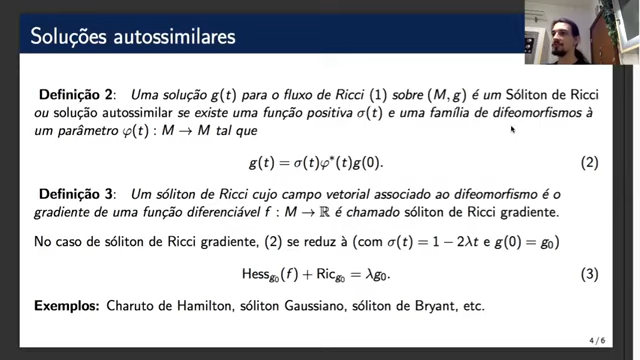 Soluções autossimilares
Definição 2: Uma solução g(t) para o fluxo de Ricci (1) sobre (M, g) é um Sóliton de Ricci
ou solução autossimilar se existe uma função positiva σ(t) e uma família de difeomorfismos à
um parâmetro φ(t) : M → M tal que
g(t) = σ(t)φ*(t)g(0). (2)
Definição 3: Um sóliton de Ricci cujo campo vetorial associado ao difeomorfismo é o
gradiente de uma função diferenciável f : M → ℝ é chamado sóliton de Ricci gradiente.
No caso de sóliton de Ricci gradiente, (2) se reduz à (com σ(t) = 1 − 2λt e g(0) = g₀)
Hess_g₀(f) + Ric_g₀ = λg₀. (3)
Exemplos: Charuto de Hamilton, sóliton Gaussiano, sóliton de Bryant, etc.
4 / 6